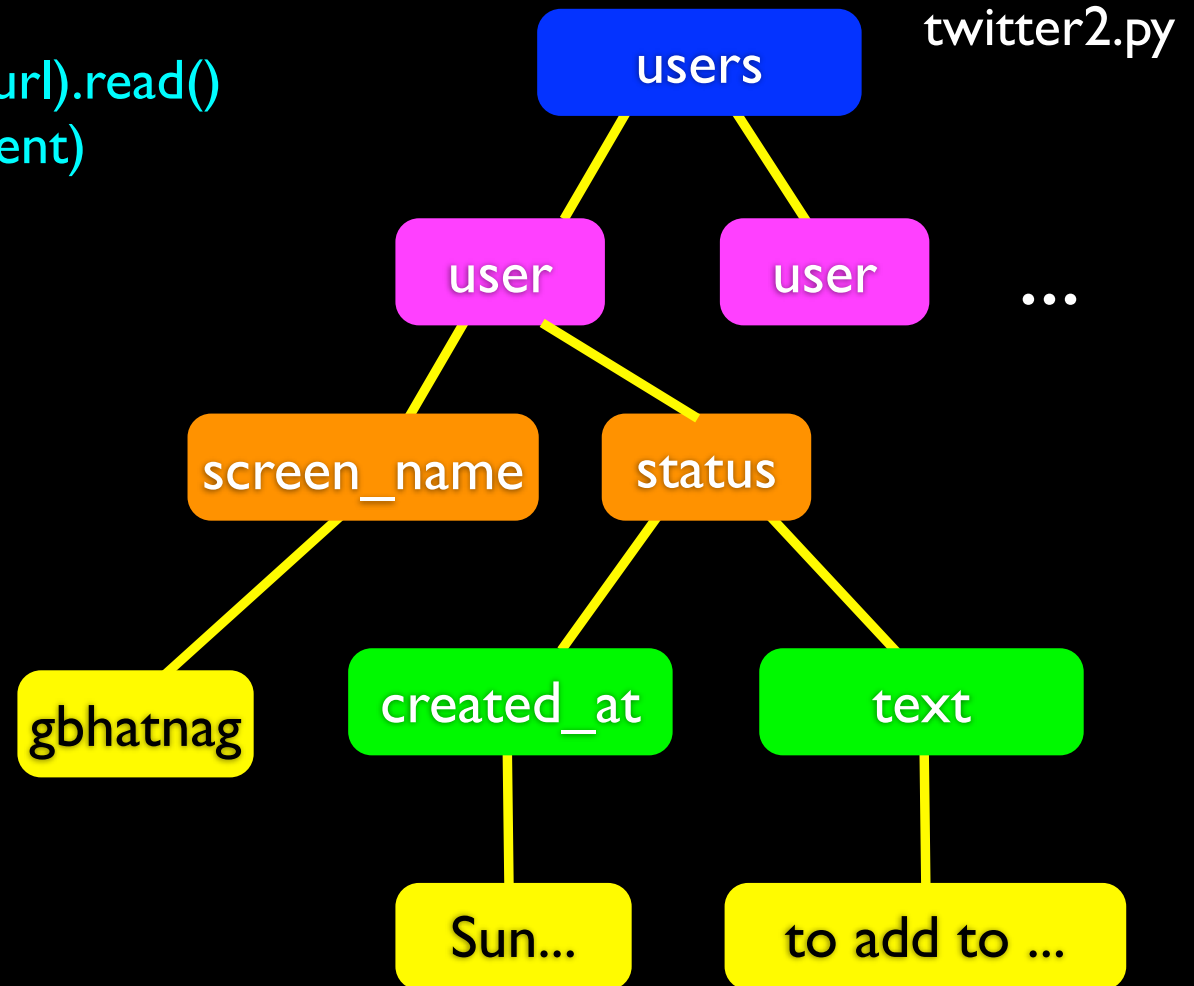 twitter2.py
url).read()
ent)
users
user
user
...
screen_name
status
gbhatnag
created_at
text
Sun...
to add to ...